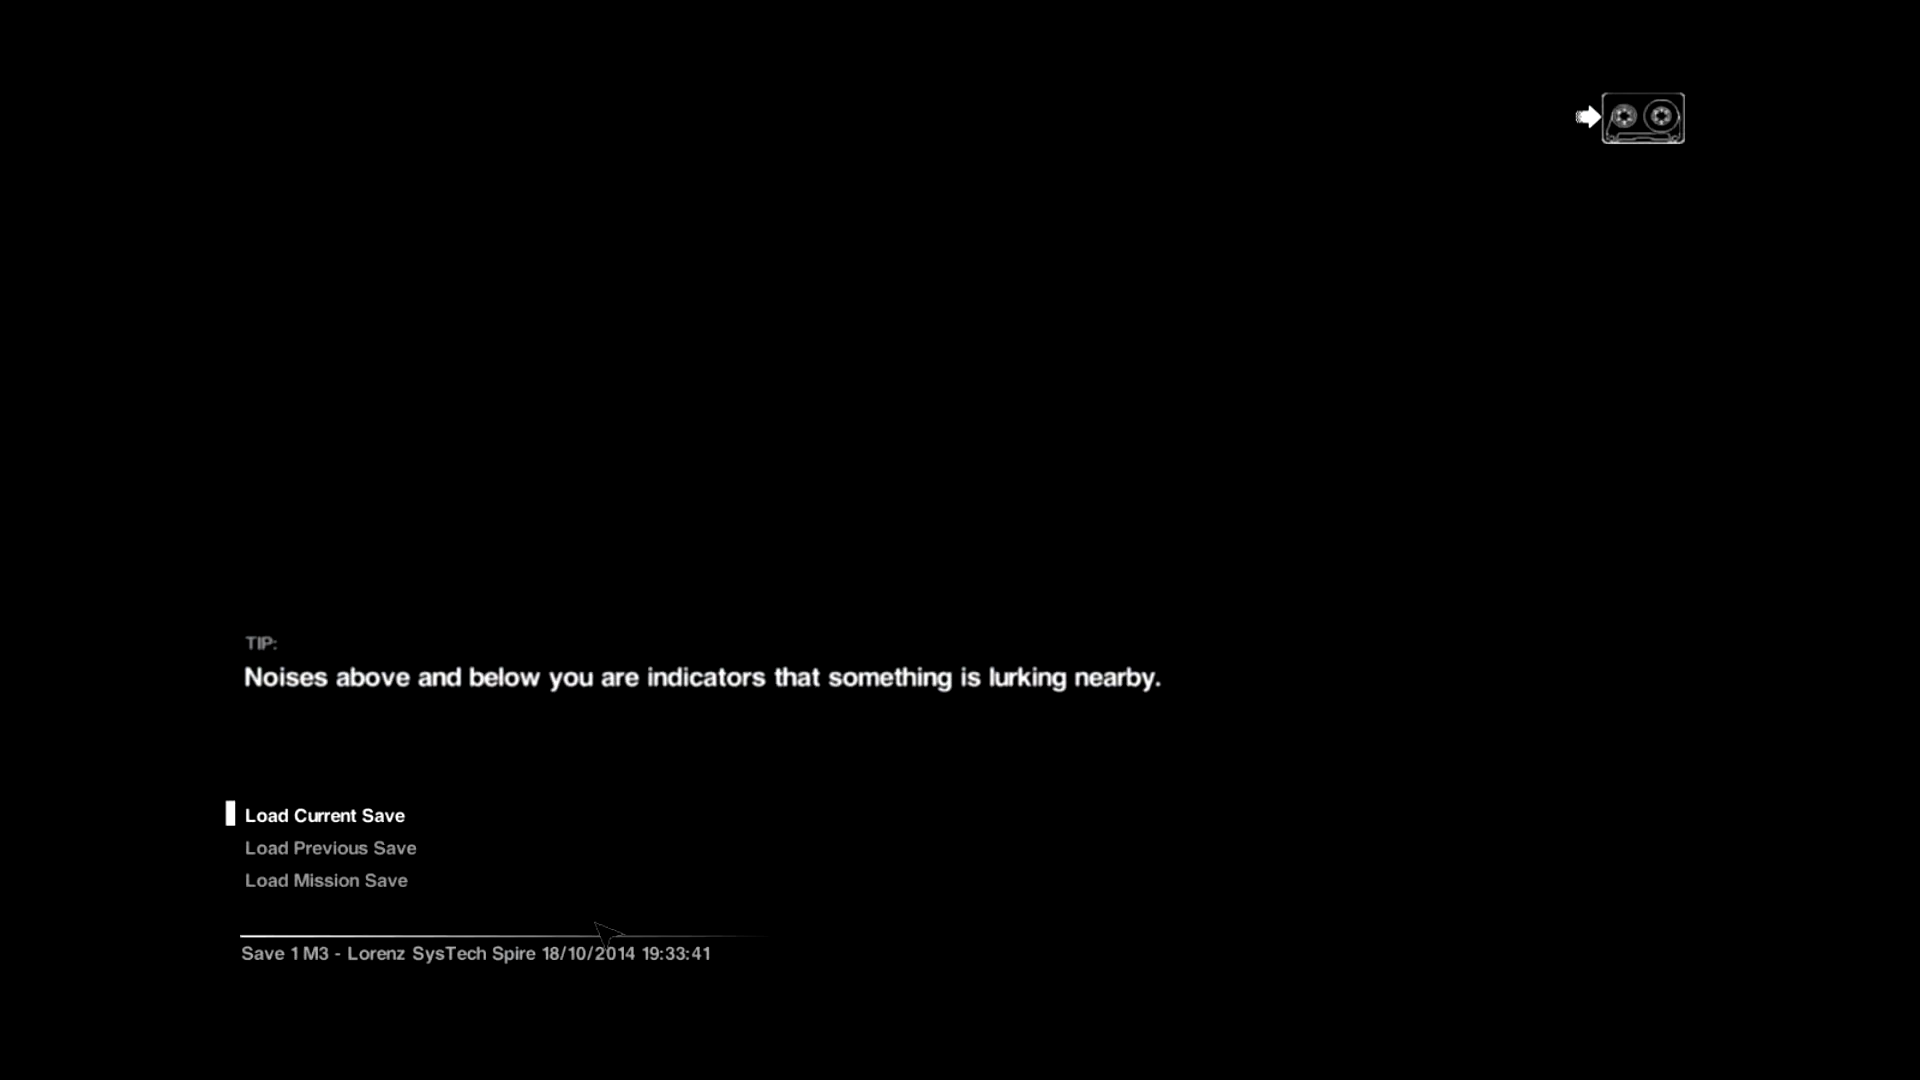 TIP:
Noises above and below you are indicators that something is lurking nearby.
Load Current Save
Load Previous Save
Load Mission Save
Save 1 M3 - Lorenz SysTech Spire 18/10/2014 19:33:41